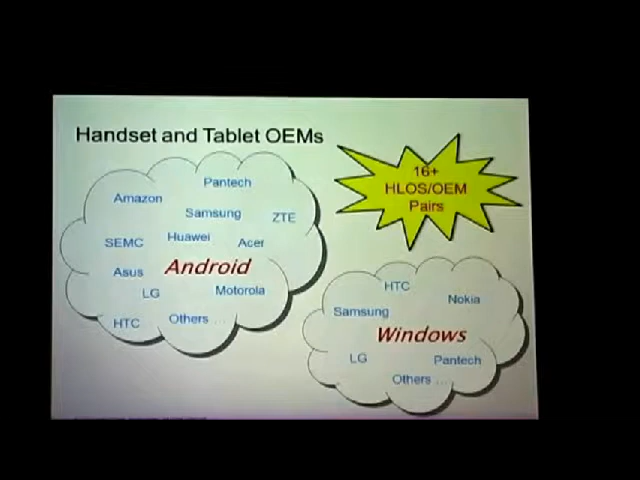 Handset and Tablet OEMs
16+
HLOS/OEM
Pairs
Pantech
Amazon
Samsung
ZTE
Huawei
SEMC
Acer
Android
Asus
LG
Motorola
HTC
Others ...
HTC
Nokia
Samsung
Windows
LG
Pantech
Others ...